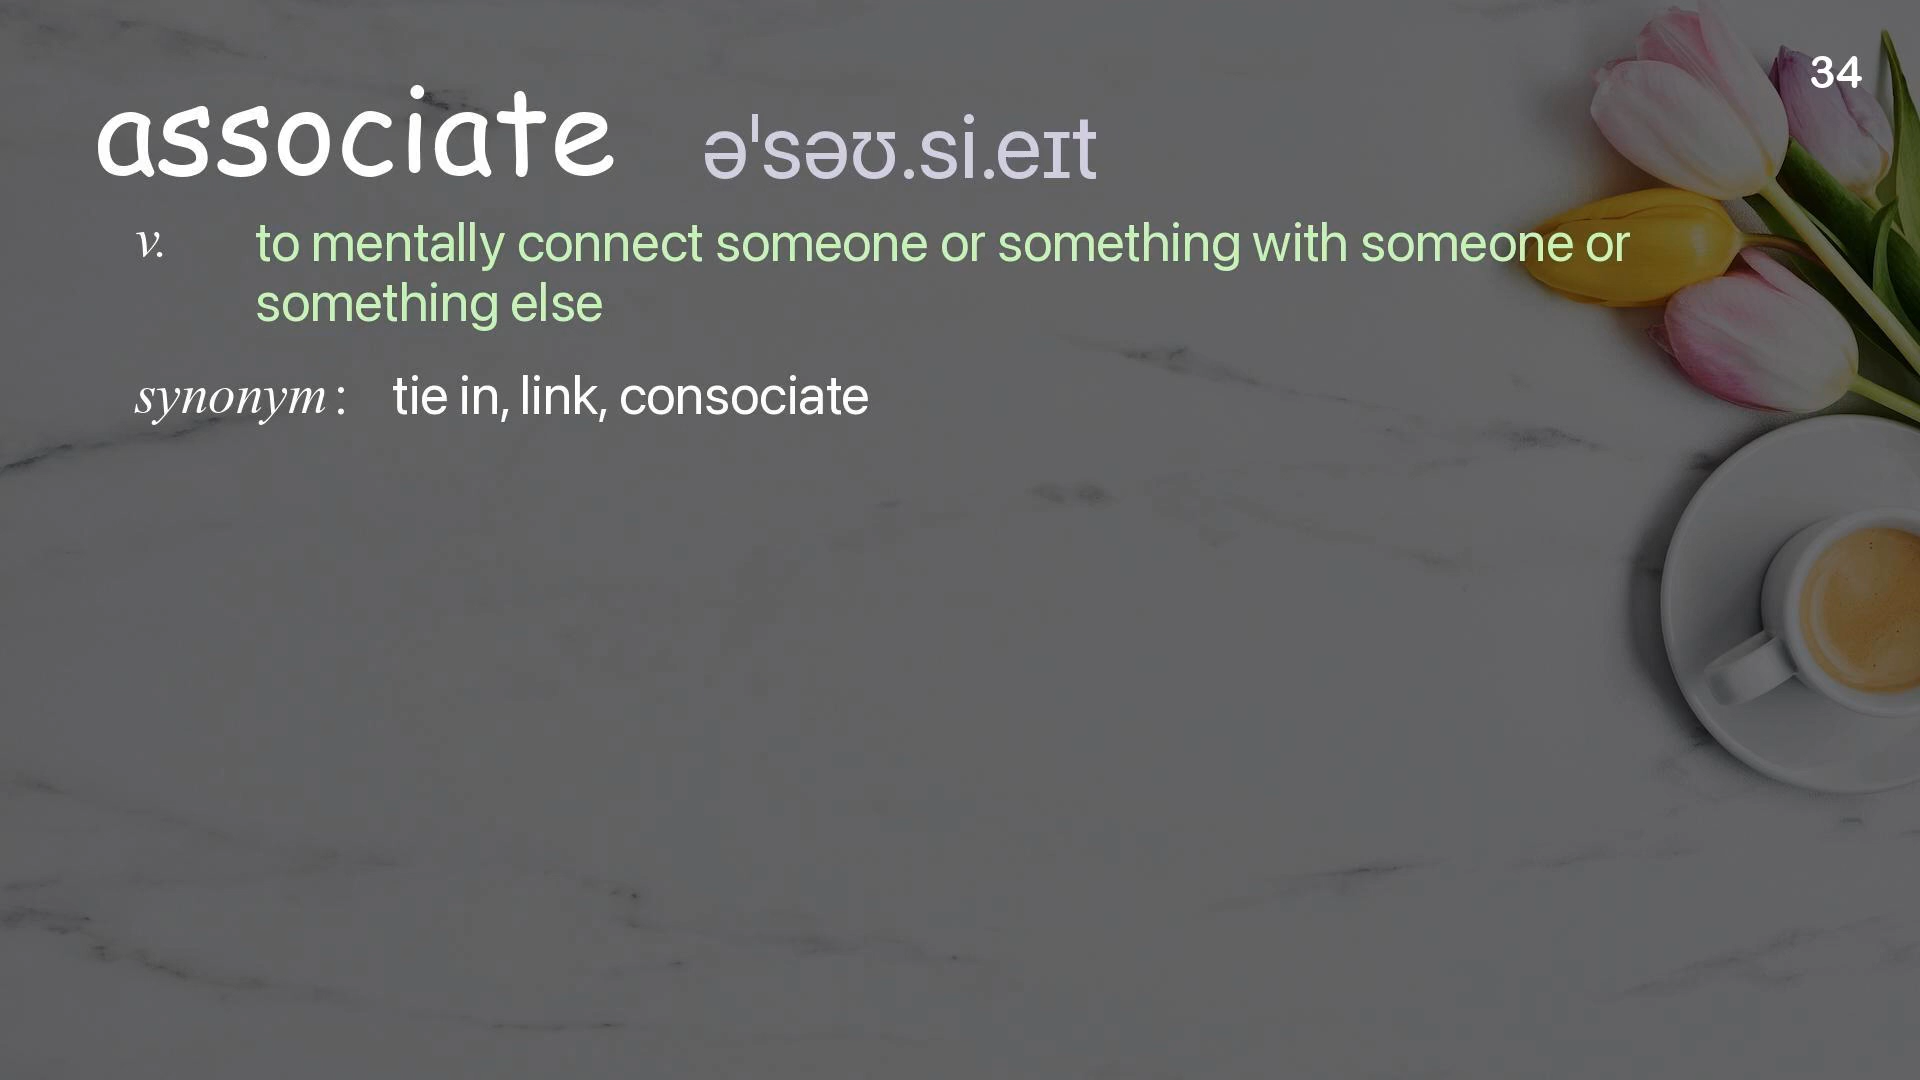 34
associate əˈsəʊ.si.eɪt
v. to mentally connect someone or something with someone or
something else
synonym: tie in, link, consociate